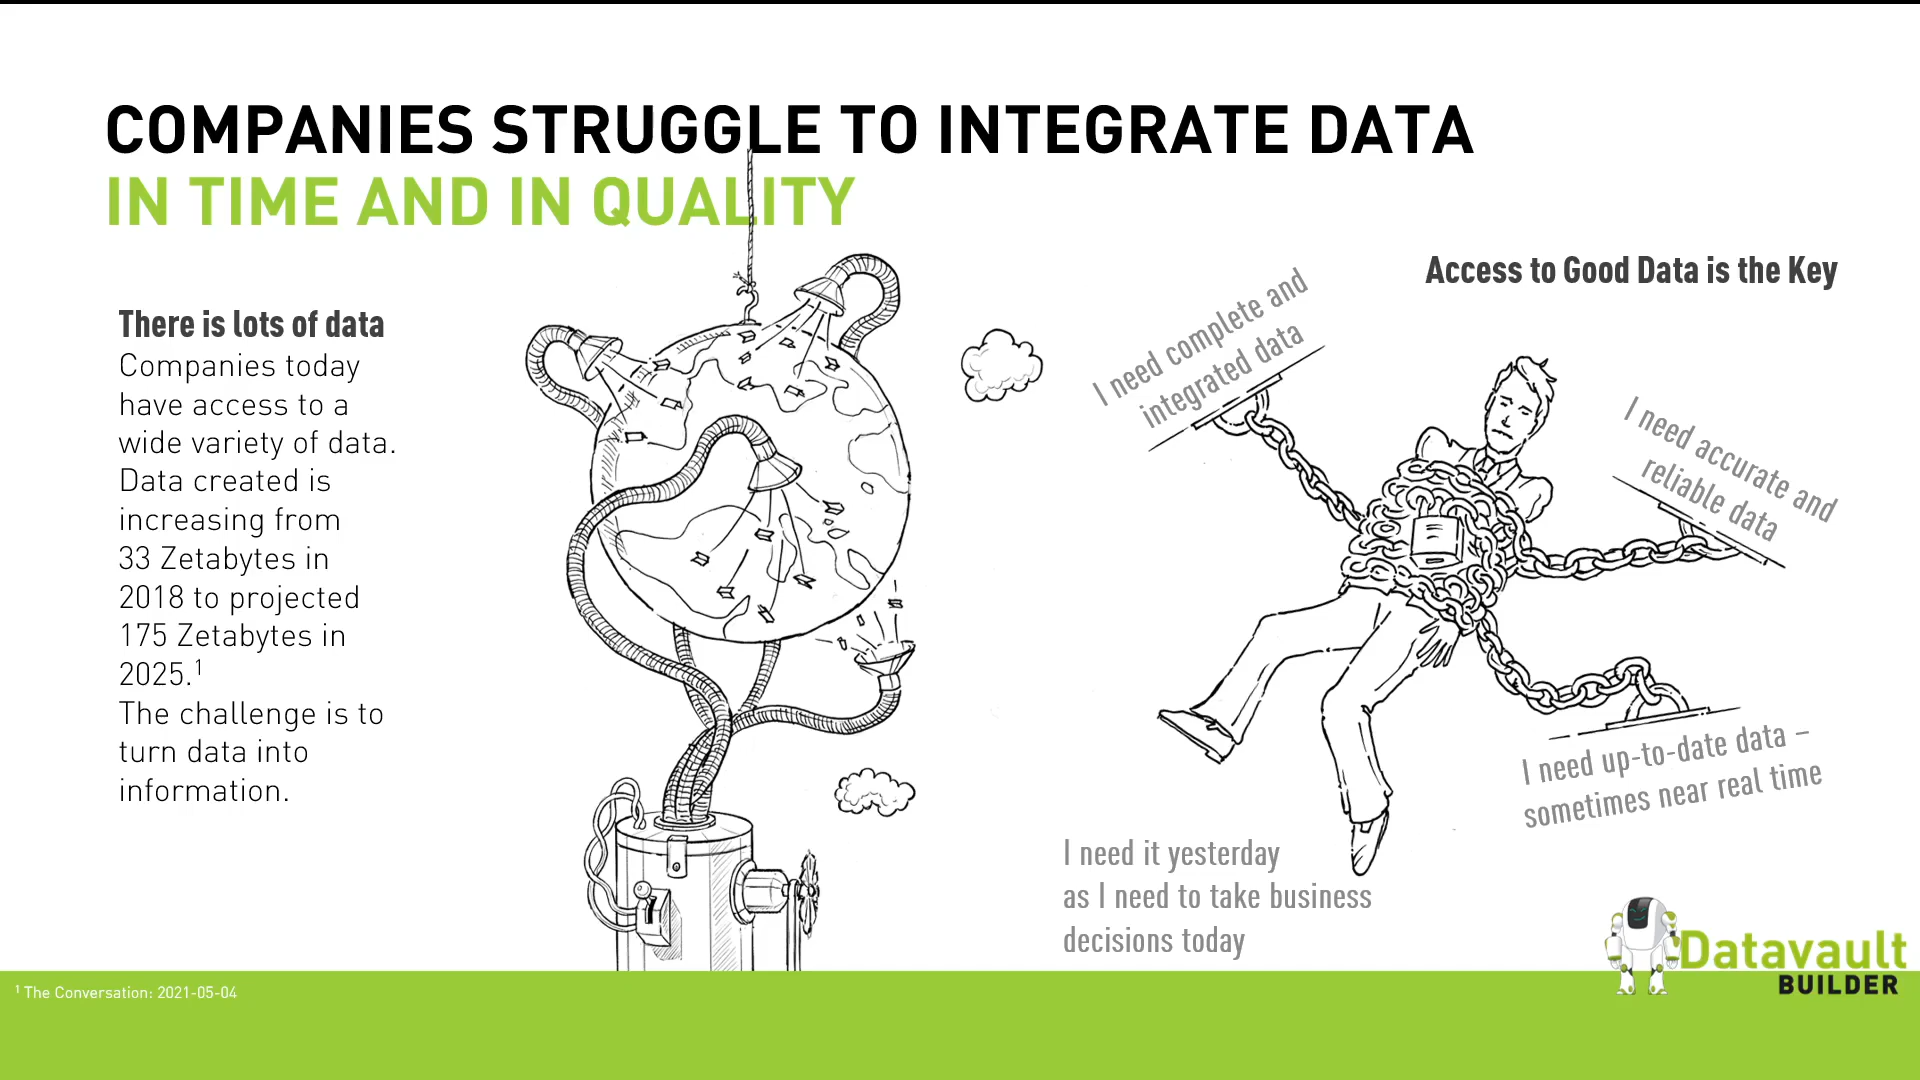 COMPANIES STRUGGLE TO INTEGRATE DATA
IN TIME AND IN QUALITY
There is lots of data
Companies today
have access to a
wide variety of data.
Data created is
increasing from
33 Zetabytes in
2018 to projected
175 Zetabytes in
2025.¹
The challenge is to
turn data into
information.
Access to Good Data is the Key
I need complete and
integrated data
I need accurate and
reliable data
I need up-to-date data –
sometimes near real time
I need it yesterday
as I need to take business
decisions today
Datavault
BUILDER
¹ The Conversation: 2021-05-04